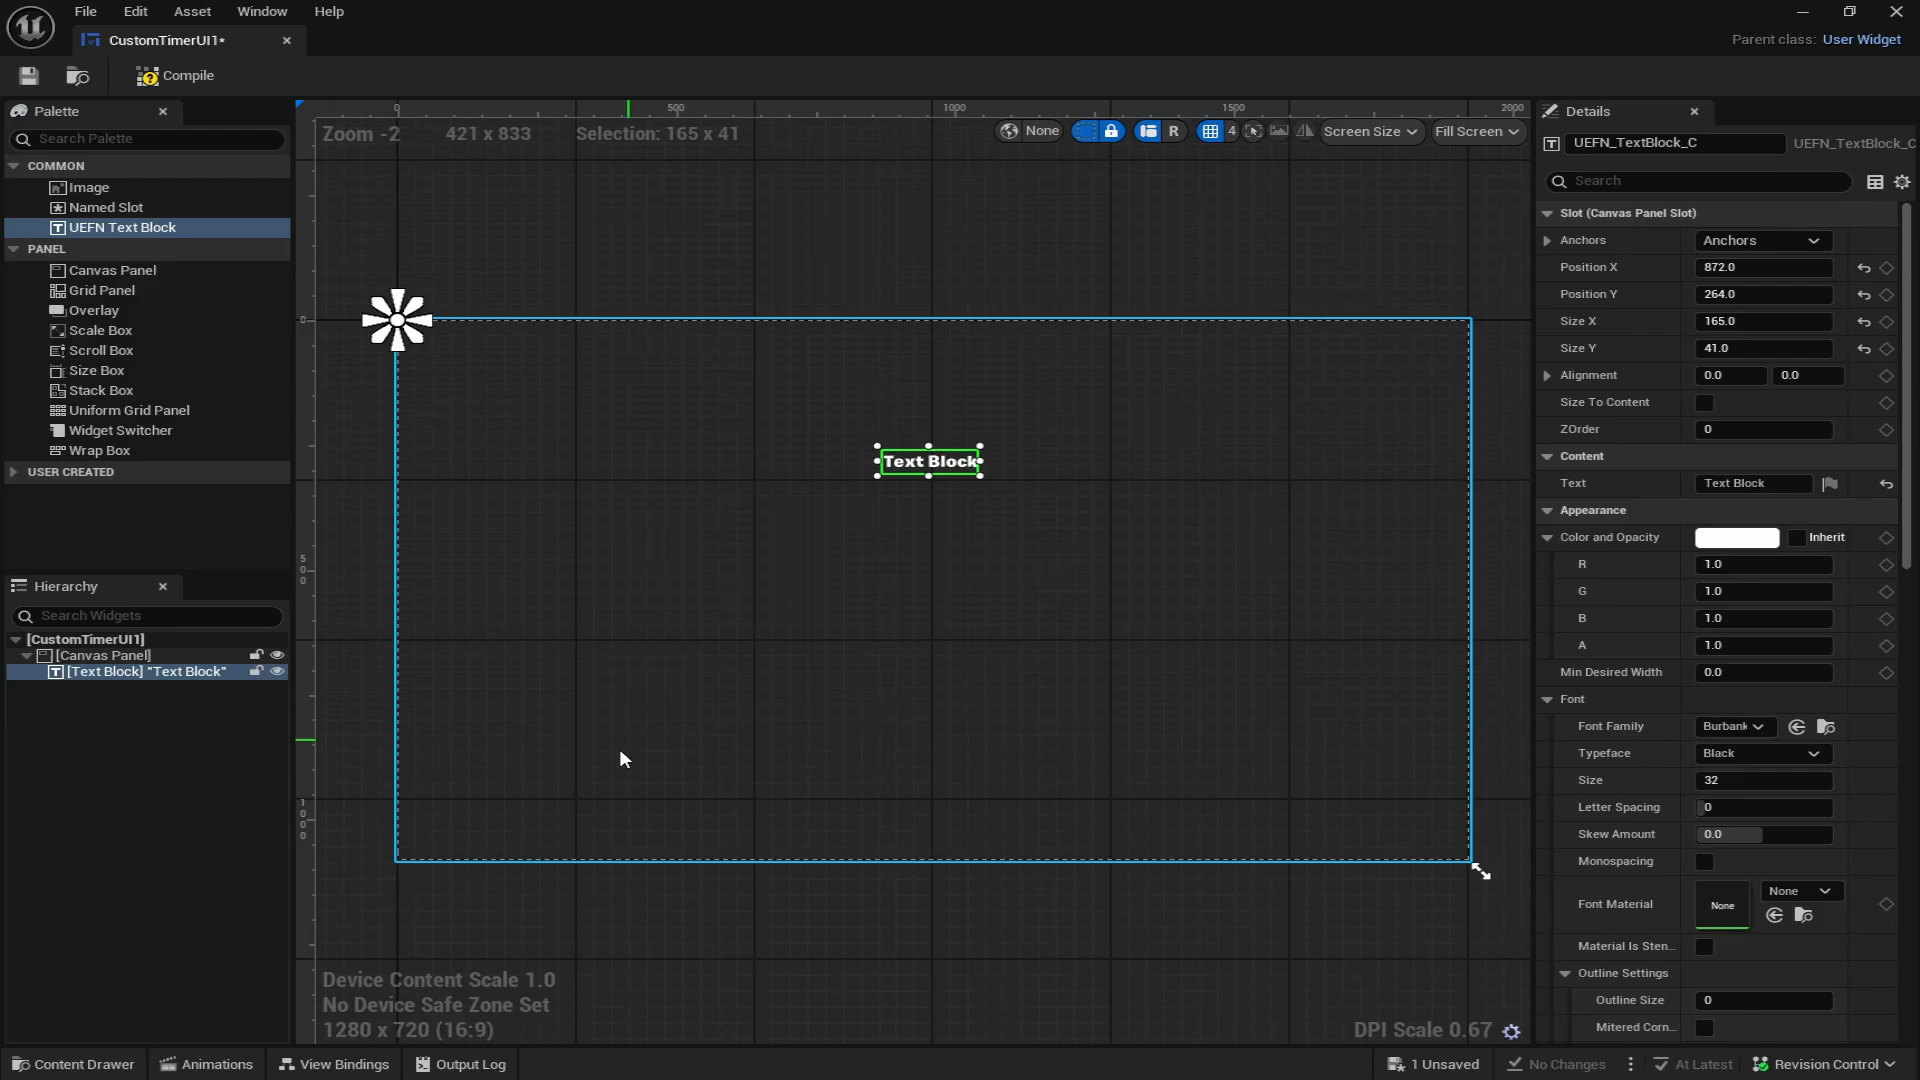 File Edit Asset Window Help
CustomTimerUI1*
Parent class: User Widget
Compile
Palette
Search Palette
COMMON
Image
Named Slot
UEFN Text Block
PANEL
Canvas Panel
Grid Panel
Overlay
Scale Box
Scroll Box
Size Box
Stack Box
Uniform Grid Panel
Widget Switcher
Wrap Box
USER CREATED
Hierarchy
Search Widgets
[CustomTimerUI1]
[Canvas Panel]
[Text Block] "Text Block"
0 500 1000 1500 2000
Zoom -2 421 x 833 Selection: 165 x 41
None R 4 Screen Size Fill Screen
0
500
1000
Text Block
Device Content Scale 1.0
No Device Safe Zone Set
1280 x 720 (16:9)
DPI Scale 0.67
Details
UEFN_TextBlock_C UEFN_TextBlock_C
Search
Slot (Canvas Panel Slot)
Anchors Anchors
Position X 872.0
Position Y 264.0
Size X 165.0
Size Y 41.0
Alignment 0.0 0.0
Size To Content
ZOrder 0
Content
Text Text Block
Appearance
Color and Opacity Inherit
R 1.0
G 1.0
B 1.0
A 1.0
Min Desired Width 0.0
Font
Font Family Burbank
Typeface Black
Size 32
Letter Spacing 0
Skew Amount 0.0
Monospacing
Font Material None None
Material Is Sten...
Outline Settings
Outline Size 0
Mitered Corn...
Content Drawer Animations View Bindings Output Log
1 Unsaved No Changes At Latest Revision Control